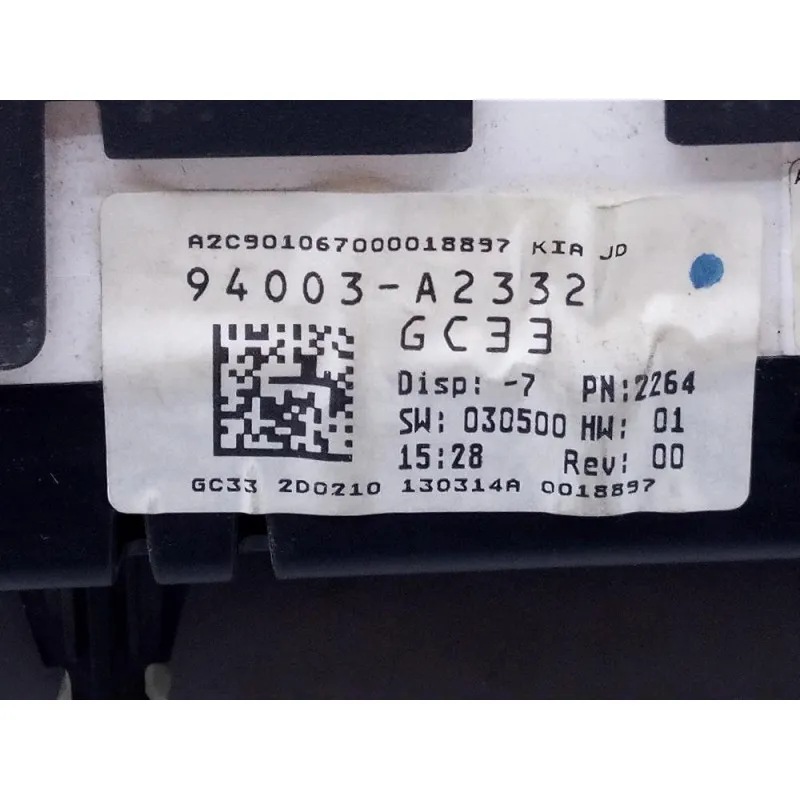 A2C901067000018897 KIA JD
94003-A2332
GC33
Disp: -7 PN:2264
SW: 030500 HW: 01
15:28 Rev: 00
GC33 2D0210 130314A 0018897